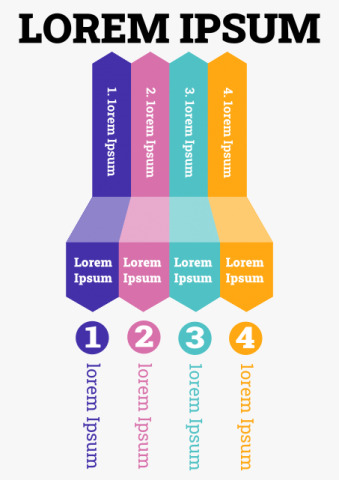 LOREM IPSUM
1. lorem Ipsum
2. lorem Ipsum
3. lorem Ipsum
4. lorem Ipsum
Lorem
Ipsum
Lorem
Ipsum
Lorem
Ipsum
Lorem
Ipsum
1
2
3
4
lorem Ipsum
lorem Ipsum
lorem Ipsum
lorem Ipsum